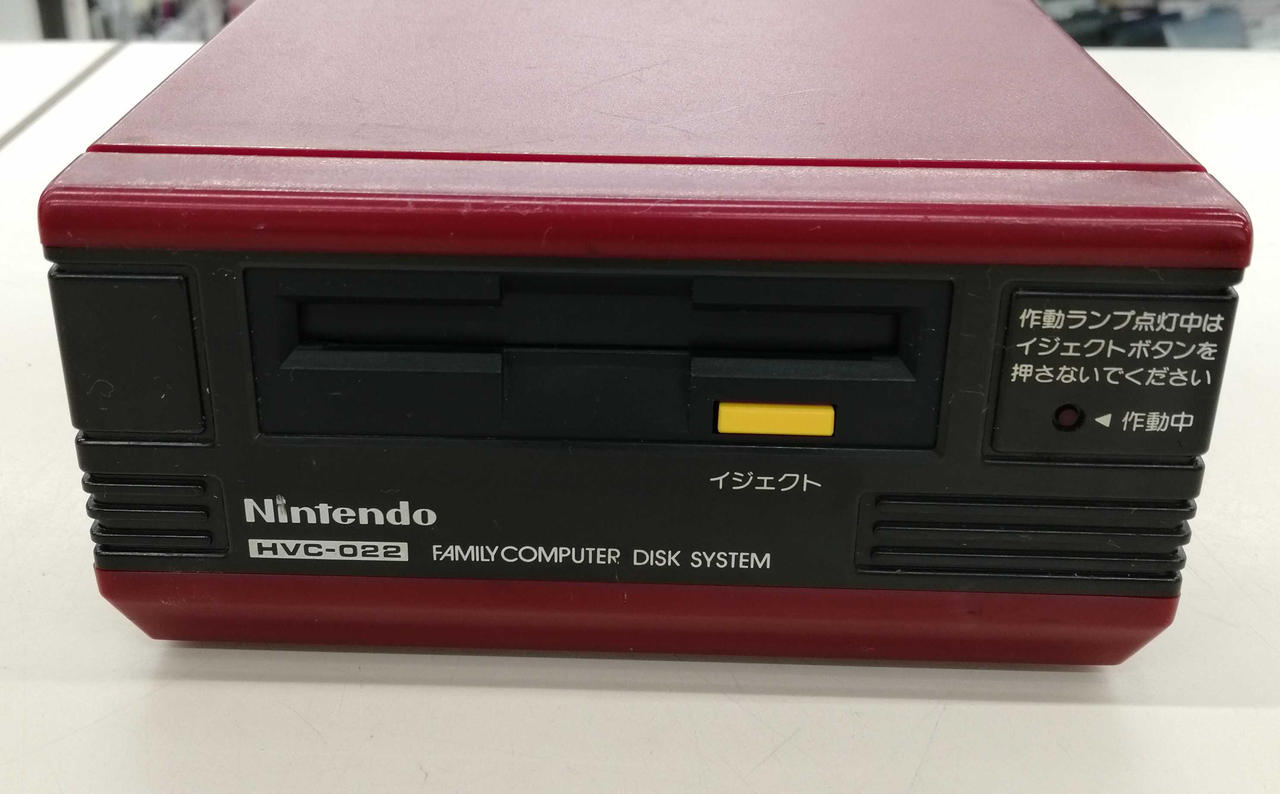 作動ランプ点灯中は
イジェクトボタンを
押さないでください
◀ 作動中
イジェクト
Nintendo
HVC-022 FAMILY COMPUTER DISK SYSTEM